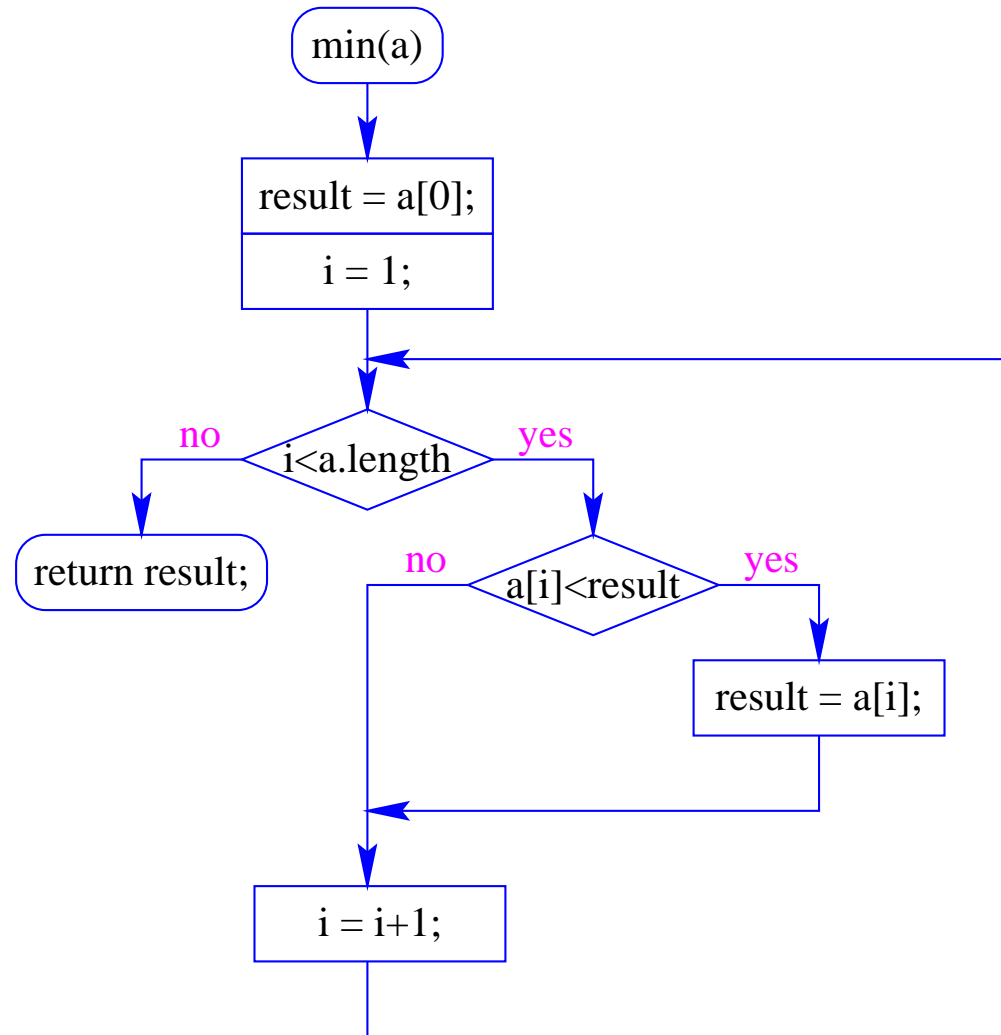 min(a)
result = a[0];
i = 1;
no
yes
i<a.length
return result;
no
yes
a[i]<result
result = a[i];
i = i+1;